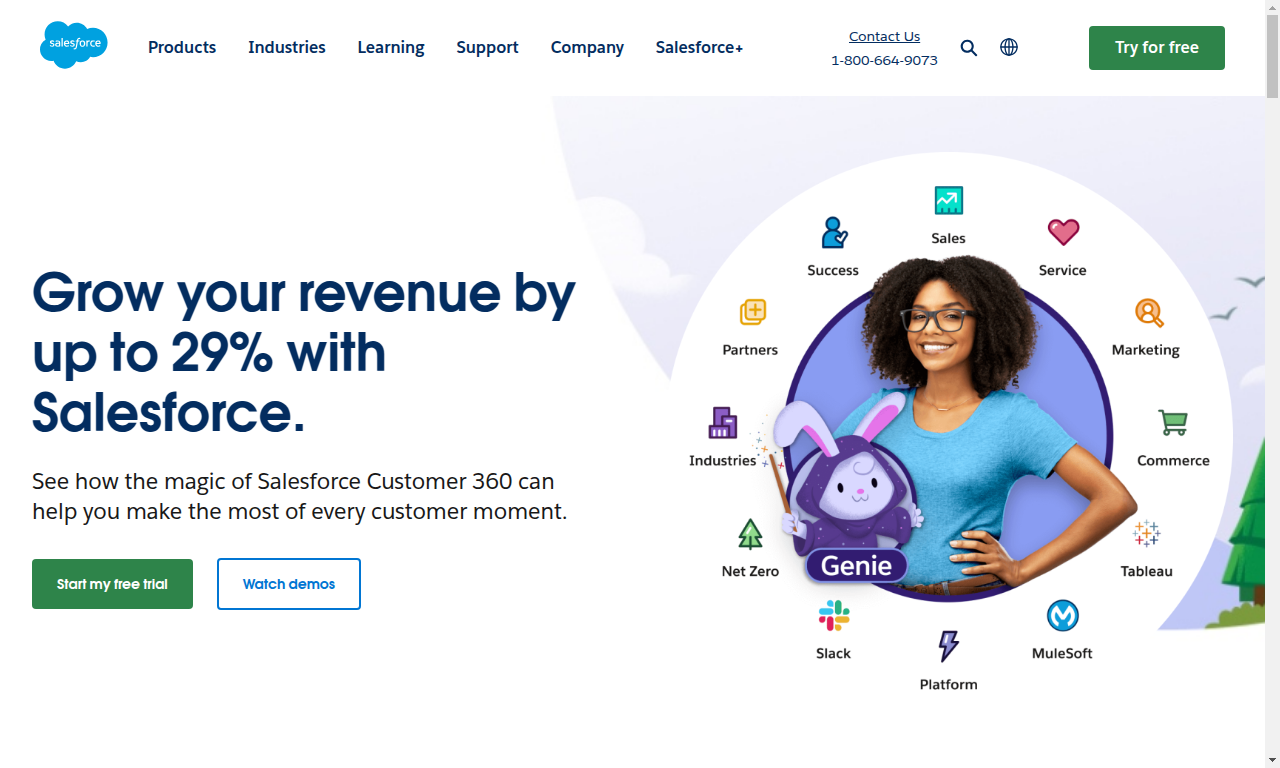 salesforce
Products
Industries
Learning
Support
Company
Salesforce+
Contact Us
1-800-664-9073
Try for free
Grow your revenue by
up to 29% with
Salesforce.
See how the magic of Salesforce Customer 360 can
help you make the most of every customer moment.
Start my free trial
Watch demos
Sales
Success
Service
Partners
Marketing
Industries
Commerce
Net Zero
Genie
Tableau
Slack
MuleSoft
Platform